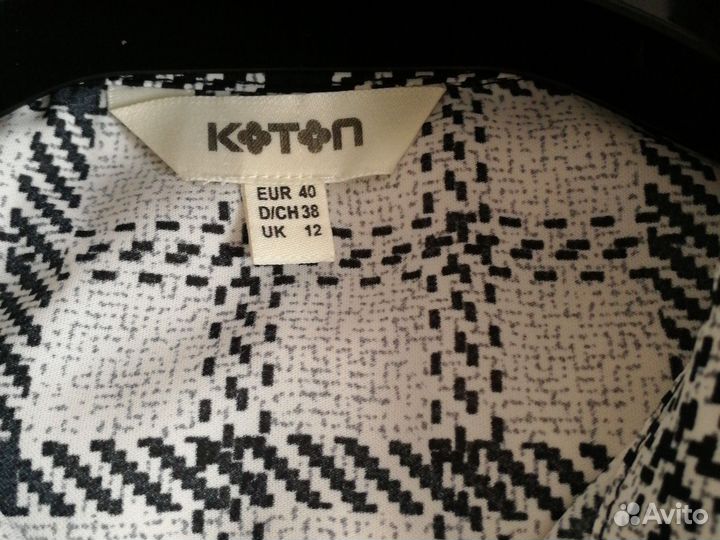 KOTON
EUR 40
D/CH 38
UK 12
Avito